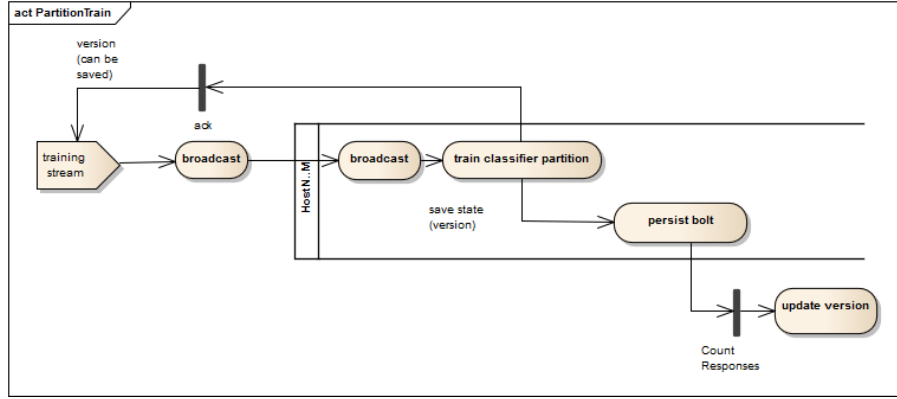 act PartitionTrain
version
(can be
saved)
ack
training
stream
broadcast
HostN..M
broadcast
train classifier partition
save state
(version)
persist bolt
update version
Count
Responses